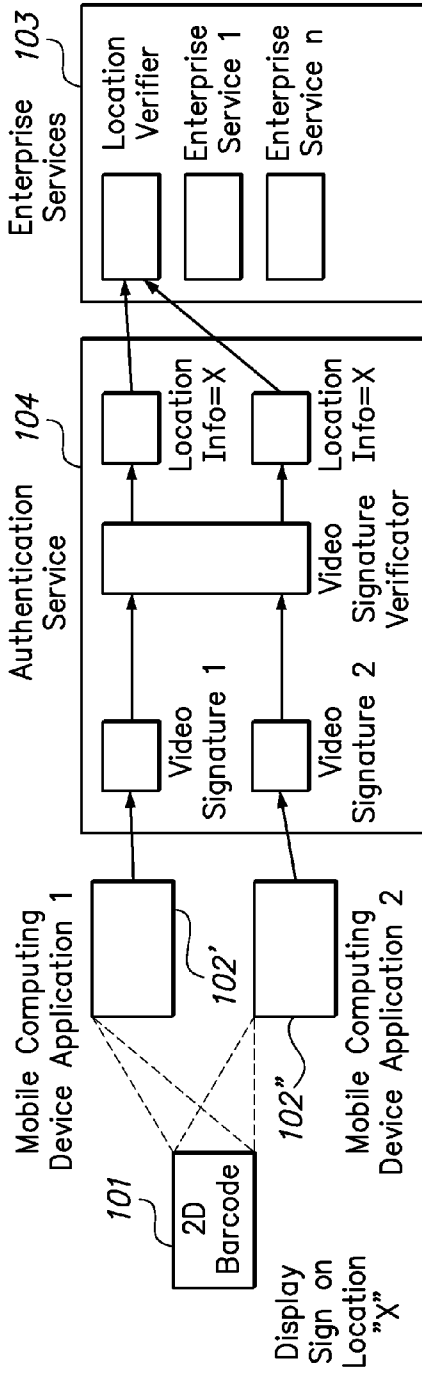 101
2D
Barcode
Display
Sign on
Location
"X"
Mobile Computing
Device Application 1
102'
102"
Mobile Computing
Device Application 2
Authentication
Service
104
Video
Signature 1
Video
Signature 2
Video
Signature
Verificator
Location
Info=X
Location
Info=X
Enterprise
Services
103
Location
Verifier
Enterprise
Service 1
Enterprise
Service n